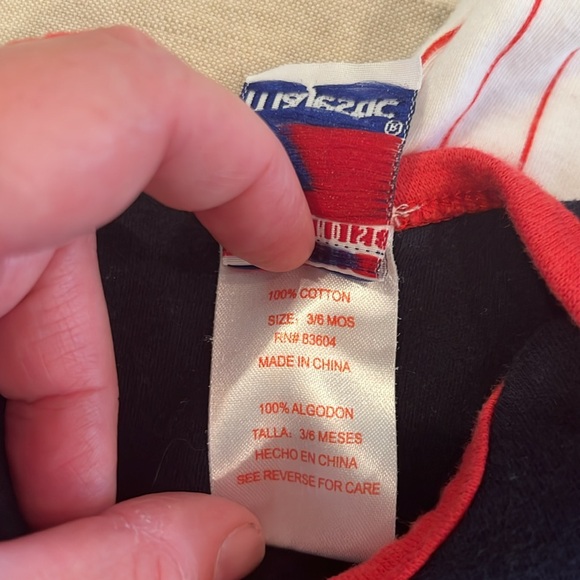 majestic®
100% COTTON
SIZE: 3/6 MOS
RN# 83604
MADE IN CHINA
100% ALGODON
TALLA: 3/6 MESES
HECHO EN CHINA
SEE REVERSE FOR CARE